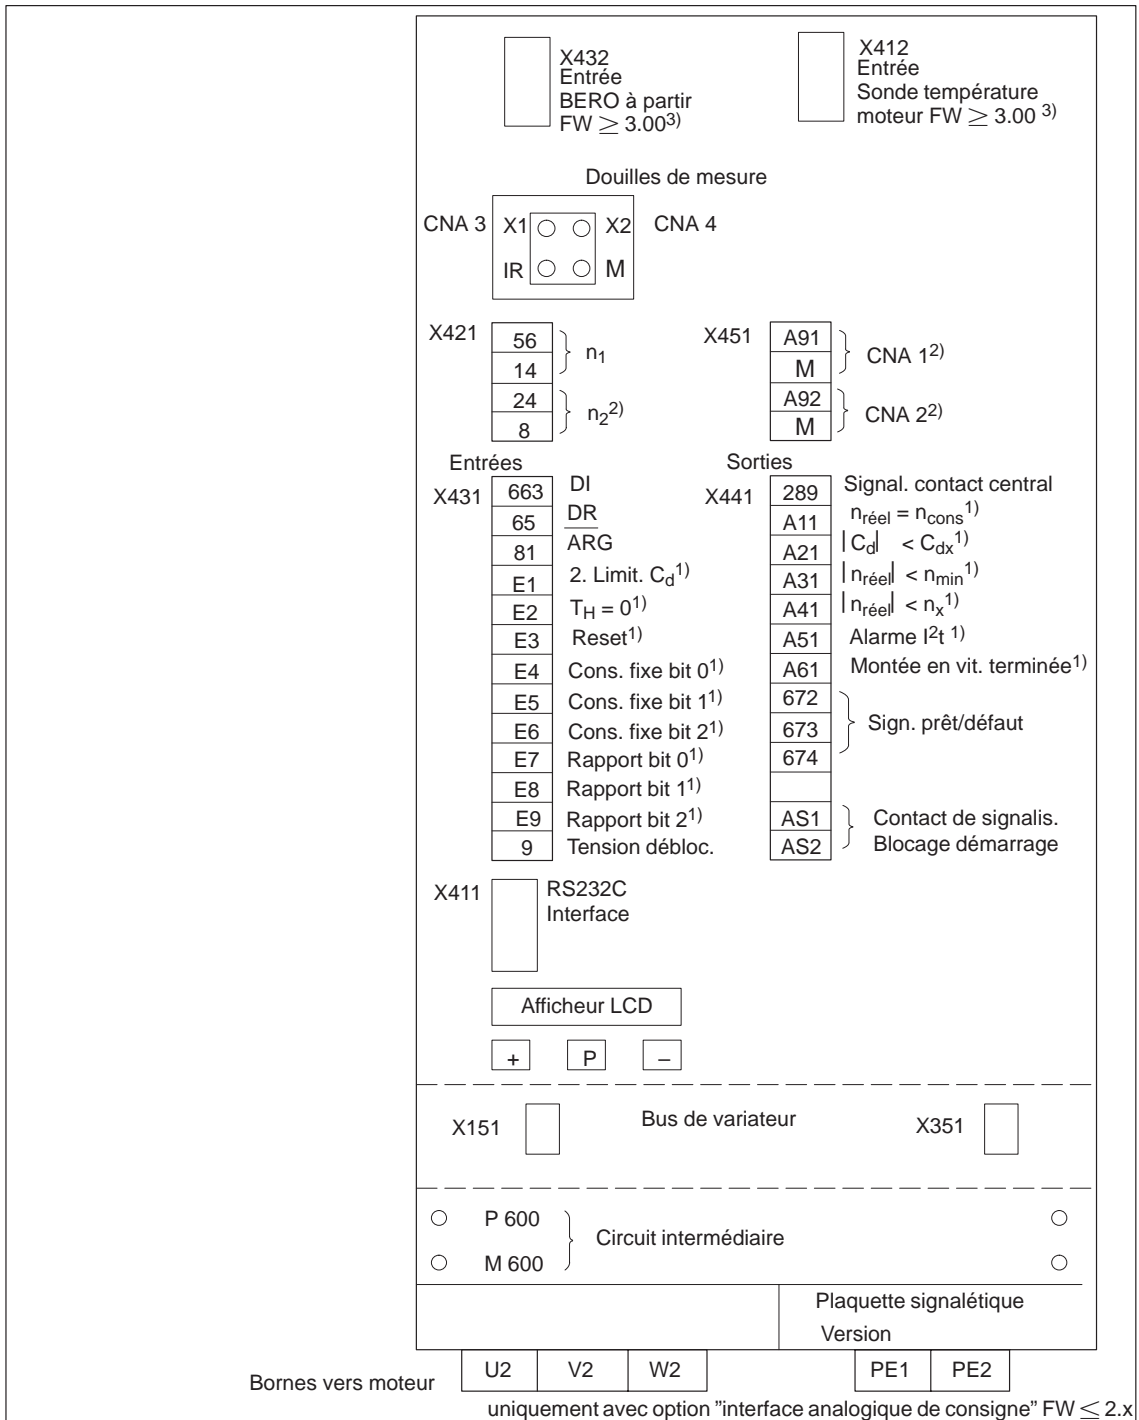 X432
Entrée
BERO à partir
FW ≥ 3.00³⁾
X412
Entrée
Sonde température
moteur FW ≥ 3.00 ³⁾
Douilles de mesure
CNA 3 X1 X2 CNA 4
IR M
X421
56
14
n₁
24
8
n₂²⁾
X451
A91
M
CNA 1²⁾
A92
M
CNA 2²⁾
Entrées
X431
663 DI
65 DR
81 ARG
E1 2. Limit. C_d¹⁾
E2 T_H = 0¹⁾
E3 Reset¹⁾
E4 Cons. fixe bit 0¹⁾
E5 Cons. fixe bit 1¹⁾
E6 Cons. fixe bit 2¹⁾
E7 Rapport bit 0¹⁾
E8 Rapport bit 1¹⁾
E9 Rapport bit 2¹⁾
9 Tension débloc.
Sorties
X441
289 Signal. contact central
A11 n_réel = n_cons¹⁾
A21 |C_d| < C_dx¹⁾
A31 |n_réel| < n_min¹⁾
A41 |n_réel| < n_x¹⁾
A51 Alarme I²t ¹⁾
A61 Montée en vit. terminée¹⁾
672
673 Sign. prêt/défaut
674
AS1 Contact de signalis.
AS2 Blocage démarrage
X411
RS232C
Interface
Afficheur LCD
+ P –
X151 Bus de variateur X351
P 600
M 600
Circuit intermédiaire
Plaquette signalétique
Version
Bornes vers moteur U2 V2 W2 PE1 PE2
uniquement avec option ”interface analogique de consigne” FW ≤ 2.x